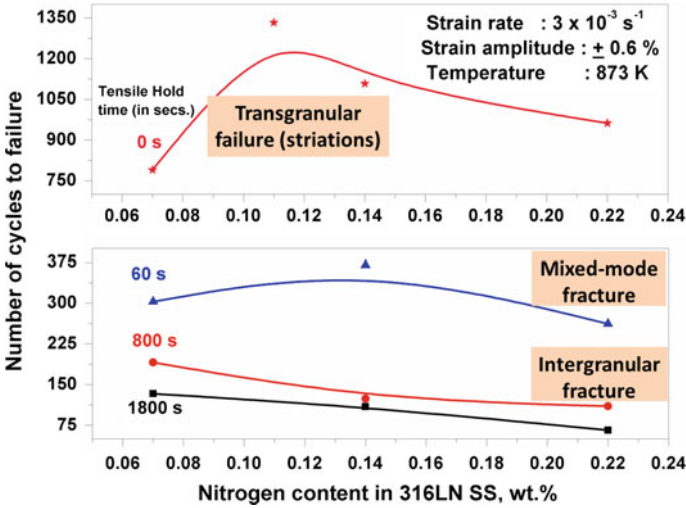 Number of cycles to failure
1350
1200
1050
900
750
Strain rate : 3 x 10⁻³ s⁻¹
Strain amplitude : ± 0.6 %
Temperature : 873 K
Tensile Hold
time (in secs.)
0 s
Transgranular
failure (striations)
0.06 0.08 0.10 0.12 0.14 0.16 0.18 0.20 0.22 0.24
375
300
225
150
75
60 s
Mixed-mode
fracture
800 s
Intergranular
fracture
1800 s
0.06 0.08 0.10 0.12 0.14 0.16 0.18 0.20 0.22 0.24
Nitrogen content in 316LN SS, wt.%